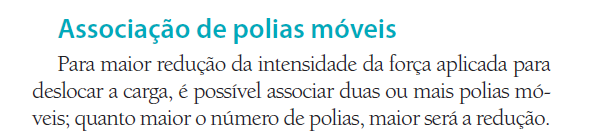 Associação de polias móveis
Para maior redução da intensidade da força aplicada para
deslocar a carga, é possível associar duas ou mais polias mó-
veis; quanto maior o número de polias, maior será a redução.